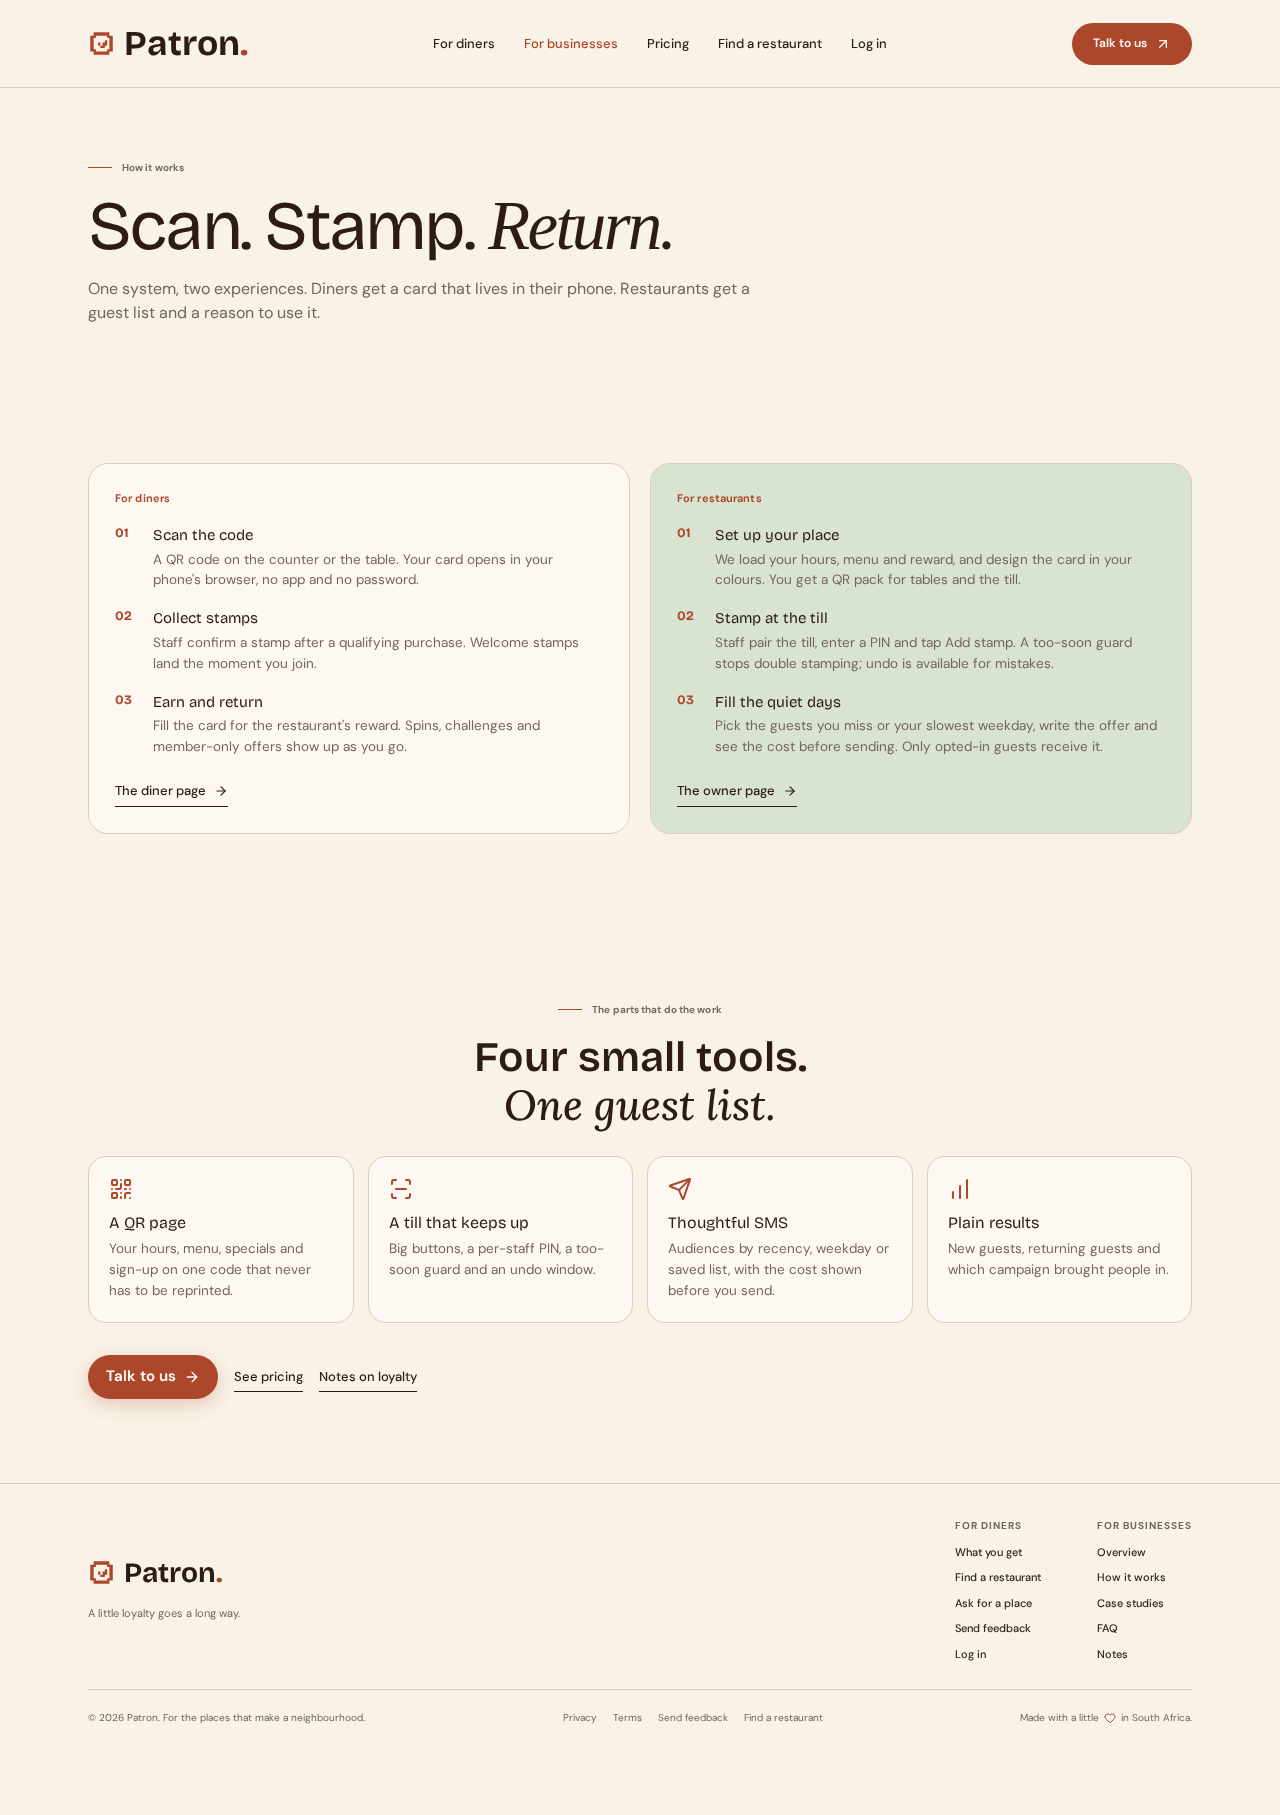 Patron.
For diners
For businesses
Pricing
Find a restaurant
Log in
Talk to us
How it works
Scan. Stamp. Return.
One system, two experiences. Diners get a card that lives in their phone. Restaurants get a
guest list and a reason to use it.
For diners
01
Scan the code
A QR code on the counter or the table. Your card opens in your
phone's browser, no app and no password.
02
Collect stamps
Staff confirm a stamp after a qualifying purchase. Welcome stamps
land the moment you join.
03
Earn and return
Fill the card for the restaurant's reward. Spins, challenges and
member-only offers show up as you go.
The diner page
For restaurants
01
Set up your place
We load your hours, menu and reward, and design the card in your
colours. You get a QR pack for tables and the till.
02
Stamp at the till
Staff pair the till, enter a PIN and tap Add stamp. A too-soon guard
stops double stamping; undo is available for mistakes.
03
Fill the quiet days
Pick the guests you miss or your slowest weekday, write the offer and
see the cost before sending. Only opted-in guests receive it.
The owner page
The parts that do the work
Four small tools.
One guest list.
A QR page
Your hours, menu, specials and
sign-up on one code that never
has to be reprinted.
A till that keeps up
Big buttons, a per-staff PIN, a too-
soon guard and an undo window.
Thoughtful SMS
Audiences by recency, weekday or
saved list, with the cost shown
before you send.
Plain results
New guests, returning guests and
which campaign brought people in.
Talk to us
See pricing
Notes on loyalty
Patron.
A little loyalty goes a long way.
FOR DINERS
What you get
Find a restaurant
Ask for a place
Send feedback
Log in
FOR BUSINESSES
Overview
How it works
Case studies
FAQ
Notes
© 2026 Patron. For the places that make a neighbourhood.
Privacy
Terms
Send feedback
Find a restaurant
Made with a little in South Africa.